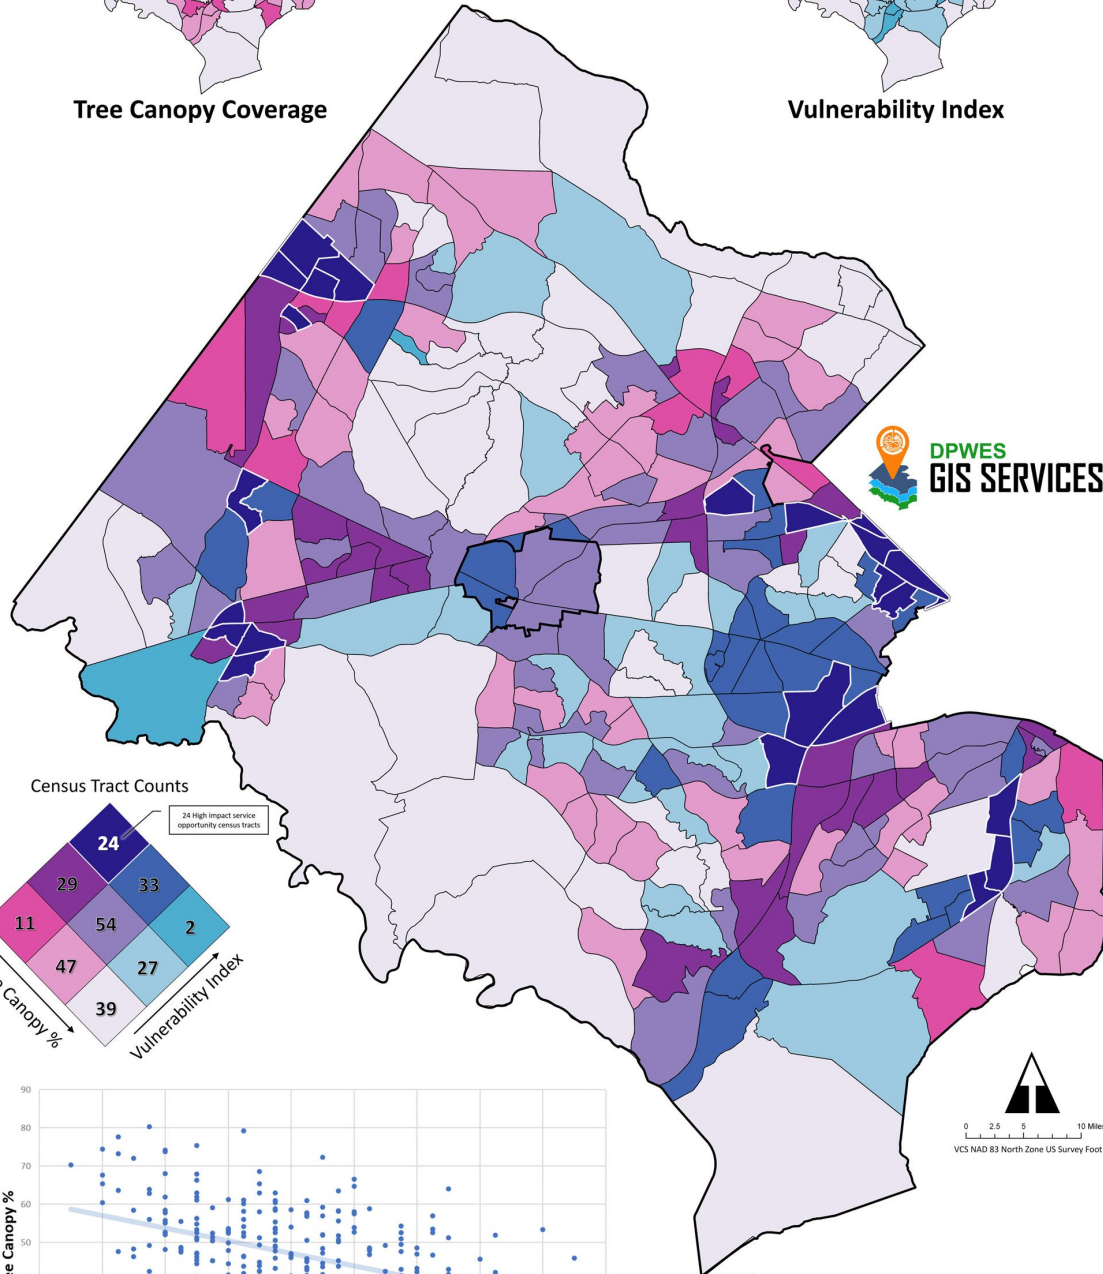 Tree Canopy Coverage
Vulnerability Index
DPWES
GIS SERVICES
Census Tract Counts
24 High impact service
opportunity census tracts
24
29
33
11
54
2
47
27
39
Canopy %
Vulnerability Index
0 2.5 5 10 Miles
VCS NAD 83 North Zone US Survey Foot
90
80
70
60
50
Canopy %